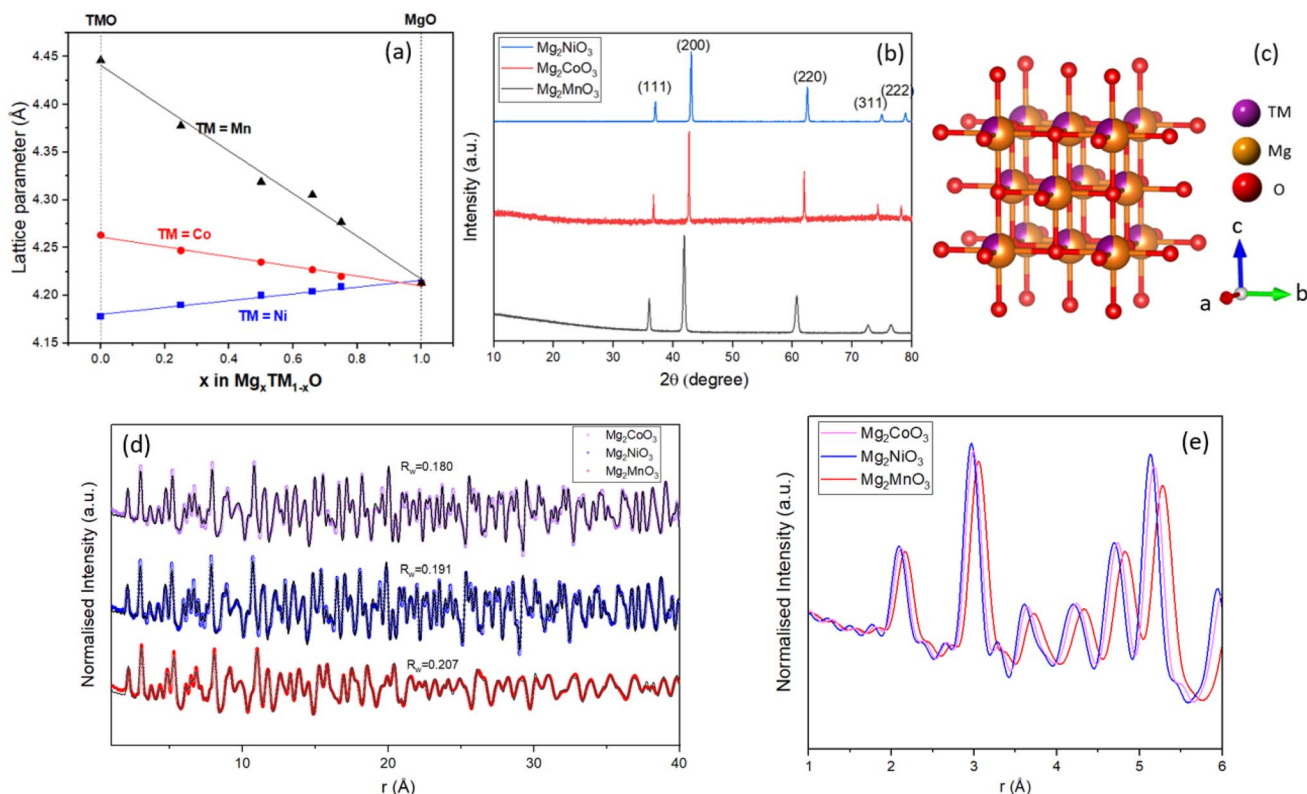 TMO
MgO
(a)
4.45
4.40
4.35
4.30
4.25
4.20
4.15
Lattice parameter (Å)
TM = Mn
TM = Co
TM = Ni
0.0
0.2
0.4
0.6
0.8
1.0
x in MgₓTM₁₋ₓO
(b)
Mg₂NiO₃
Mg₂CoO₃
Mg₂MnO₃
(111)
(200)
(220)
(311)
(222)
Intensity (a.u.)
10
20
30
40
50
60
70
80
2θ (degree)
(c)
TM
Mg
O
c
a
b
(d)
Mg₂CoO₃
Mg₂NiO₃
Mg₂MnO₃
R_w=0.180
R_w=0.191
R_w=0.207
Normalised Intensity (a.u.)
10
20
30
40
r (Å)
(e)
Mg₂CoO₃
Mg₂NiO₃
Mg₂MnO₃
Normalised Intensity (a.u.)
1
2
3
4
5
6
r (Å)